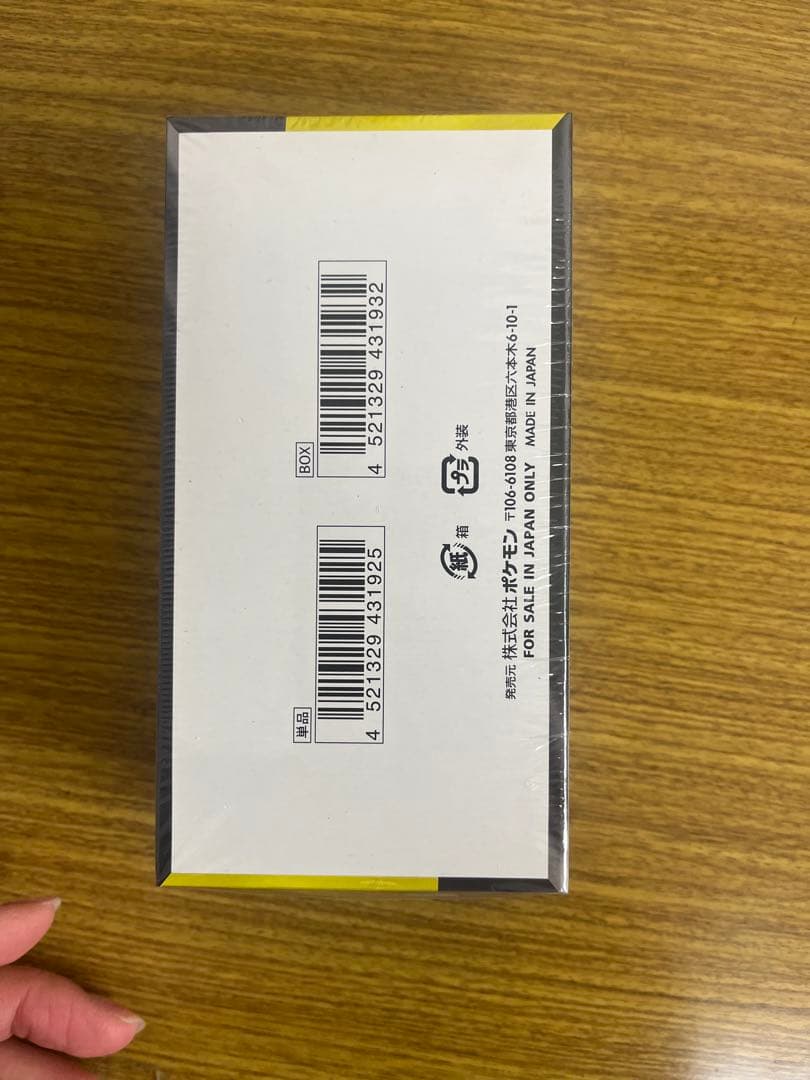 単品
4 521329 431925
BOX
4 521329 431932
紙 箱
プラ 外装
発売元 株式会社ポケモン 〒106-6108 東京都港区六本木6-10-1
FOR SALE IN JAPAN ONLY MADE IN JAPAN